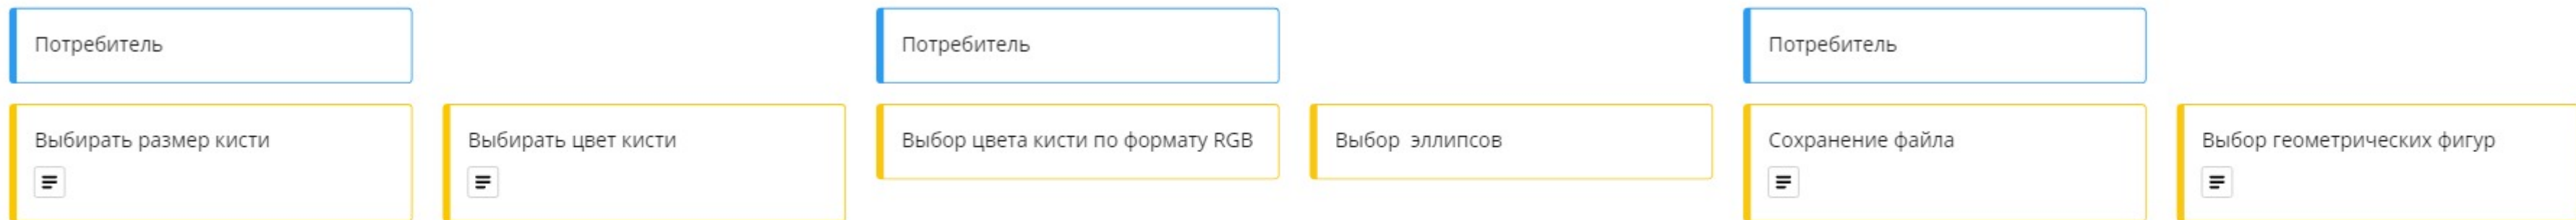 Потребитель
Потребитель
Потребитель
Выбирать размер кисти
Выбирать цвет кисти
Выбор цвета кисти по формату RGB
Выбор  эллипсов
Сохранение файла
Выбор геометрических фигур